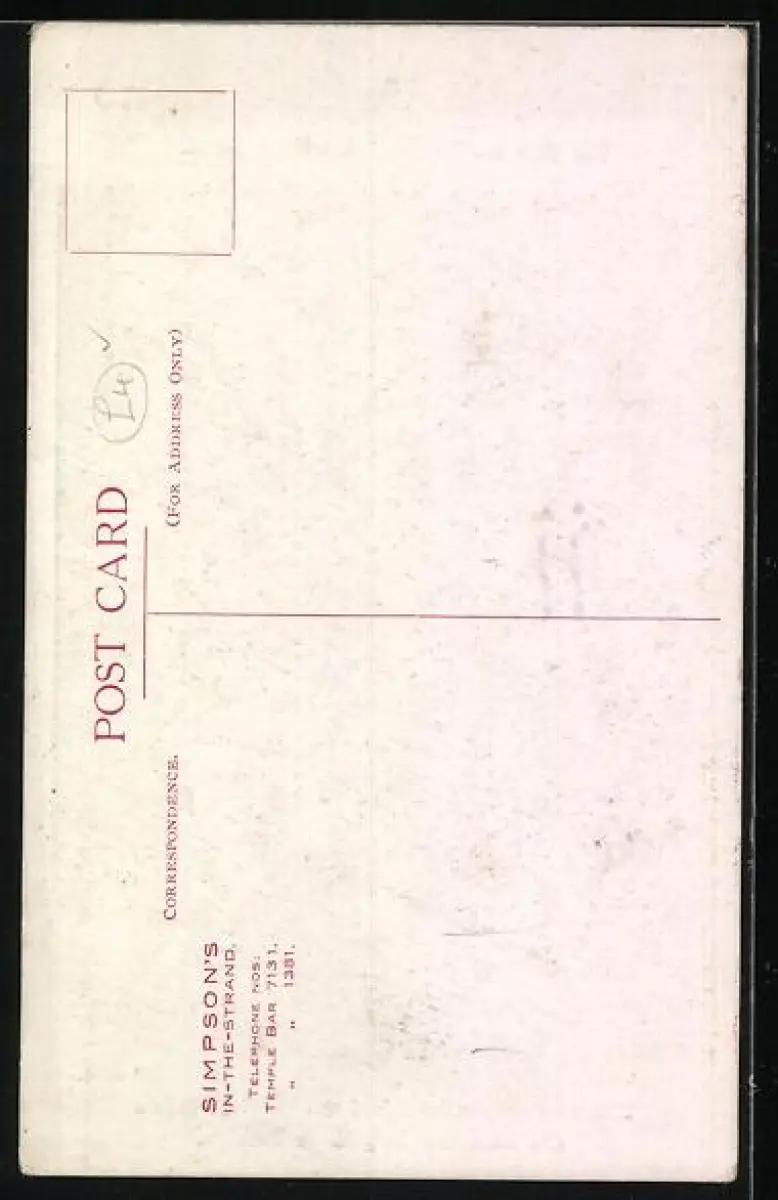 POST CARD
CORRESPONDENCE.
(FOR ADDRESS ONLY)
SIMPSON'S
IN-THE-STRAND.
TELEPHONE NOS:
TEMPLE BAR 7131.
" " 1381.